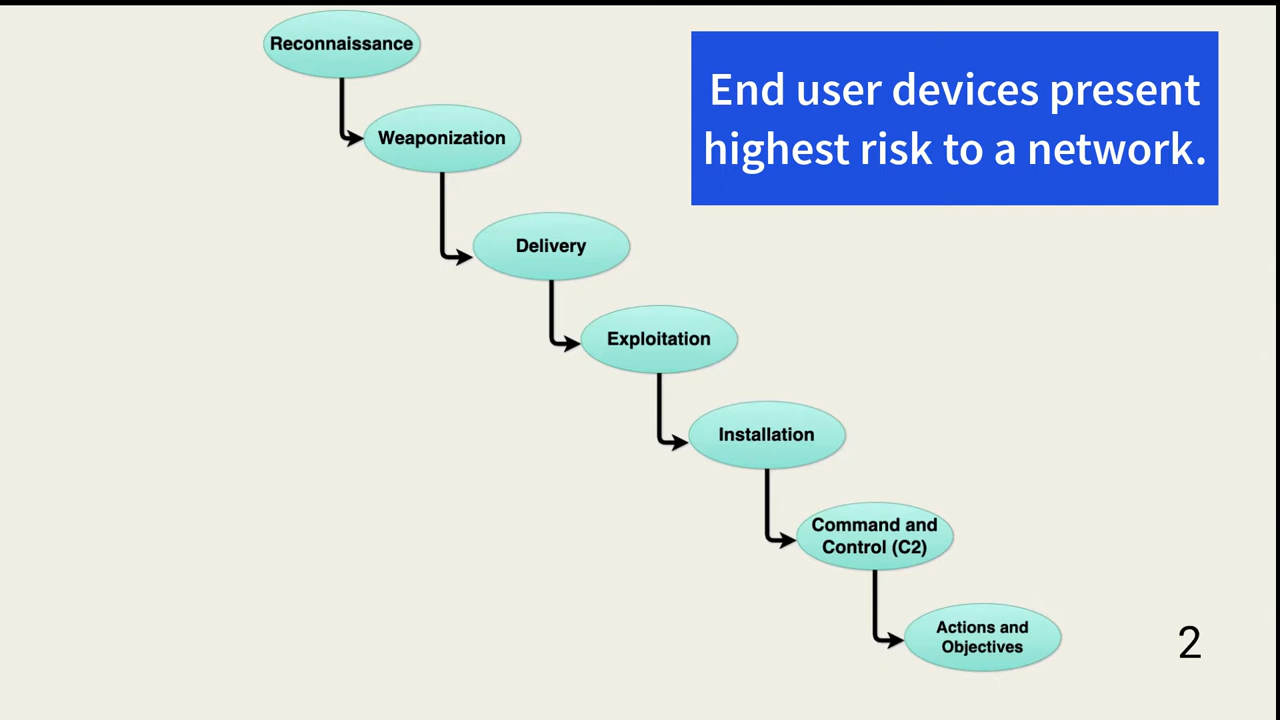 Reconnaissance
End user devices present
highest risk to a network.
Weaponization
Delivery
Exploitation
Installation
Command and
Control (C2)
Actions and
Objectives
2